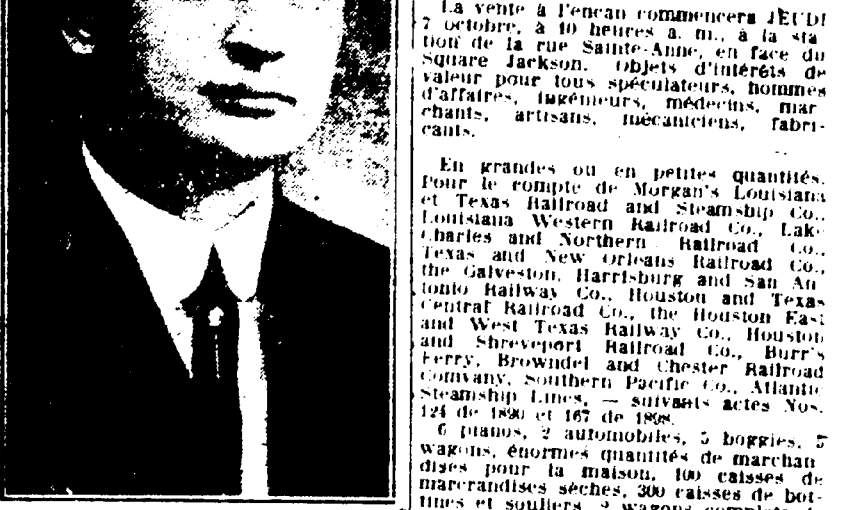 La vente à l'encan commencera JEUDI
7 octobre, à 10 heures a. m., à la sta
tion de la rue Sainte-Anne, en face du
Square Jackson. Objets d'intérêts de
valeur pour tous spéculateurs, hommes
d'affaires, ingénieurs, médecins, mar
chants, artisans, mécaniciens, fabri-
cants.
En grandes ou en petites quantités.
Pour le compte de Morgan's Louisiana
et Texas Railroad and Steamship Co.,
Louisiana Western Railroad Co., Lake
Charles and Northern Railroad Co.,
Texas and New Orleans Railroad Co.,
the Galveston, Harrisburg and San An
tonio Railway Co., Houston and Texas
Central Railroad Co., the Houston East
and West Texas Railway Co., Houston
and Shreveport Railroad Co., Burr's
Ferry, Browndel and Chester Railroad
Comvany, Southern Pacific Co., Atlantic
Steamship Lines, — suivants actes Nos.
124 de 1890 et 167 de 1898.
6 pianos, 2 automobiles, 5 boggies, 5
wagons, énormes quantités de marchan
dises pour la maison, 100 caisses de
marcrandises sèches, 300 caisses de bot-
tines et souliers, 2 wagons